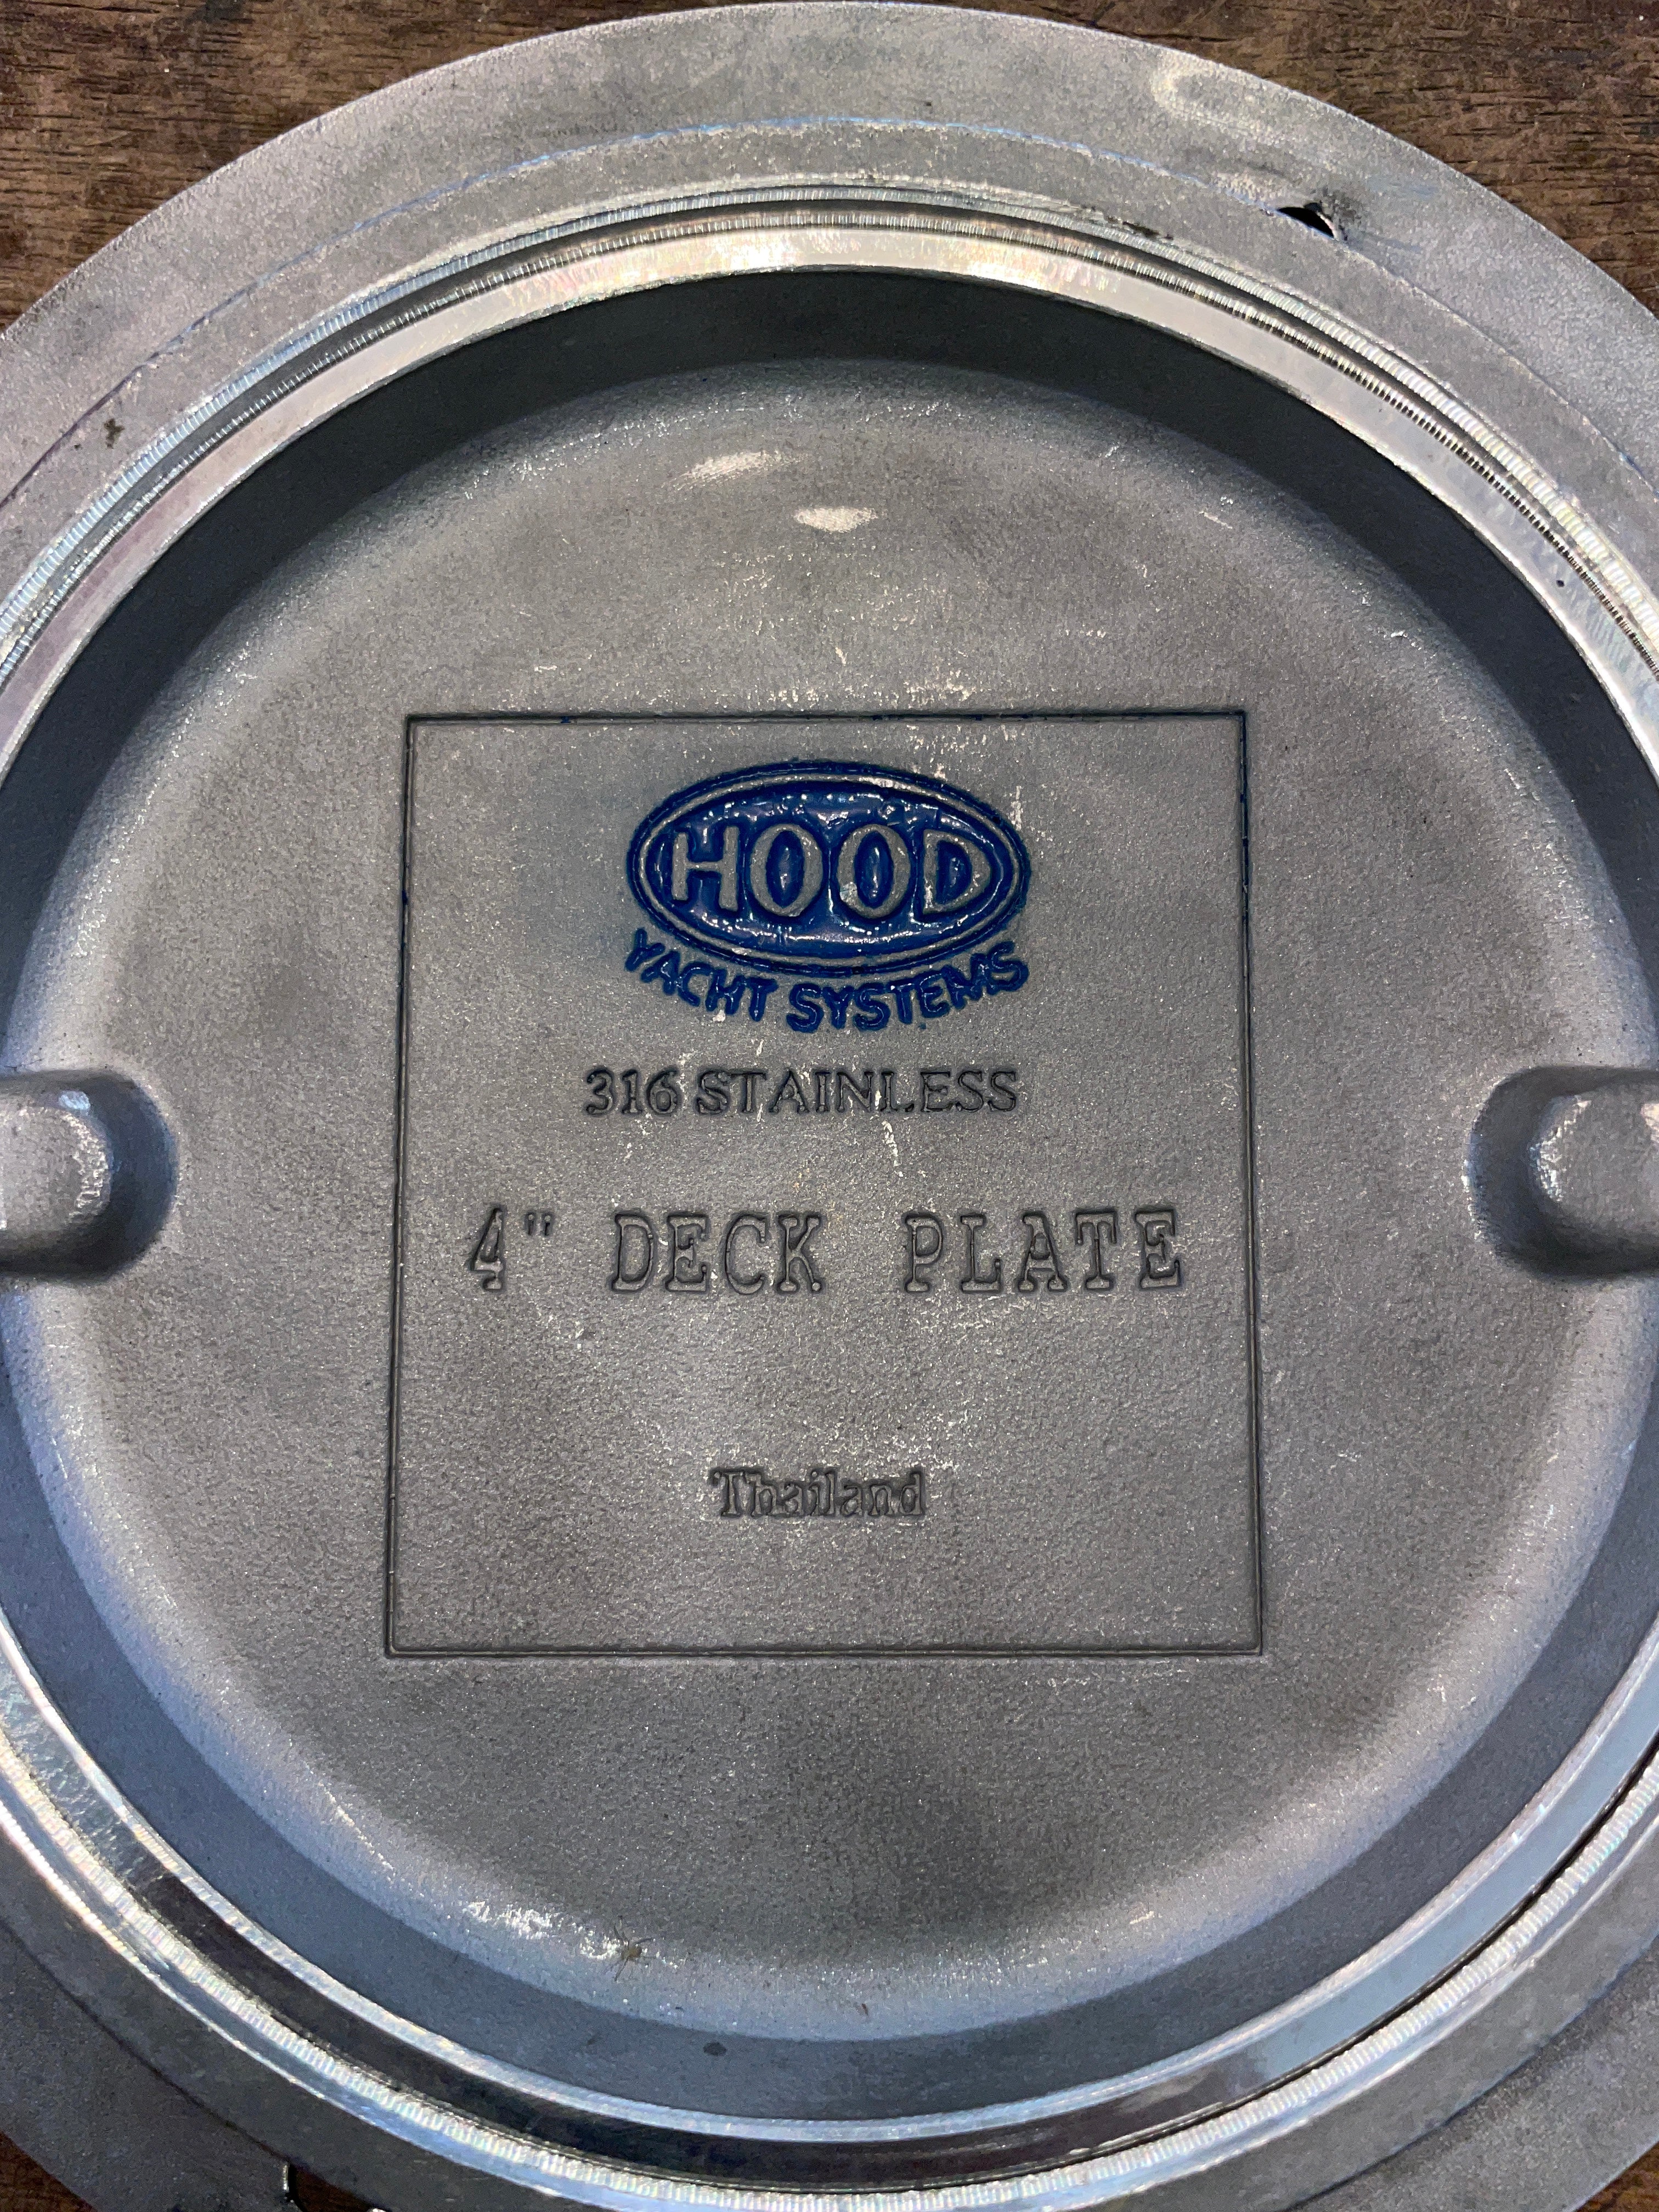 HOOD
YACHT SYSTEMS
316 STAINLESS
4" DECK PLATE
Thailand